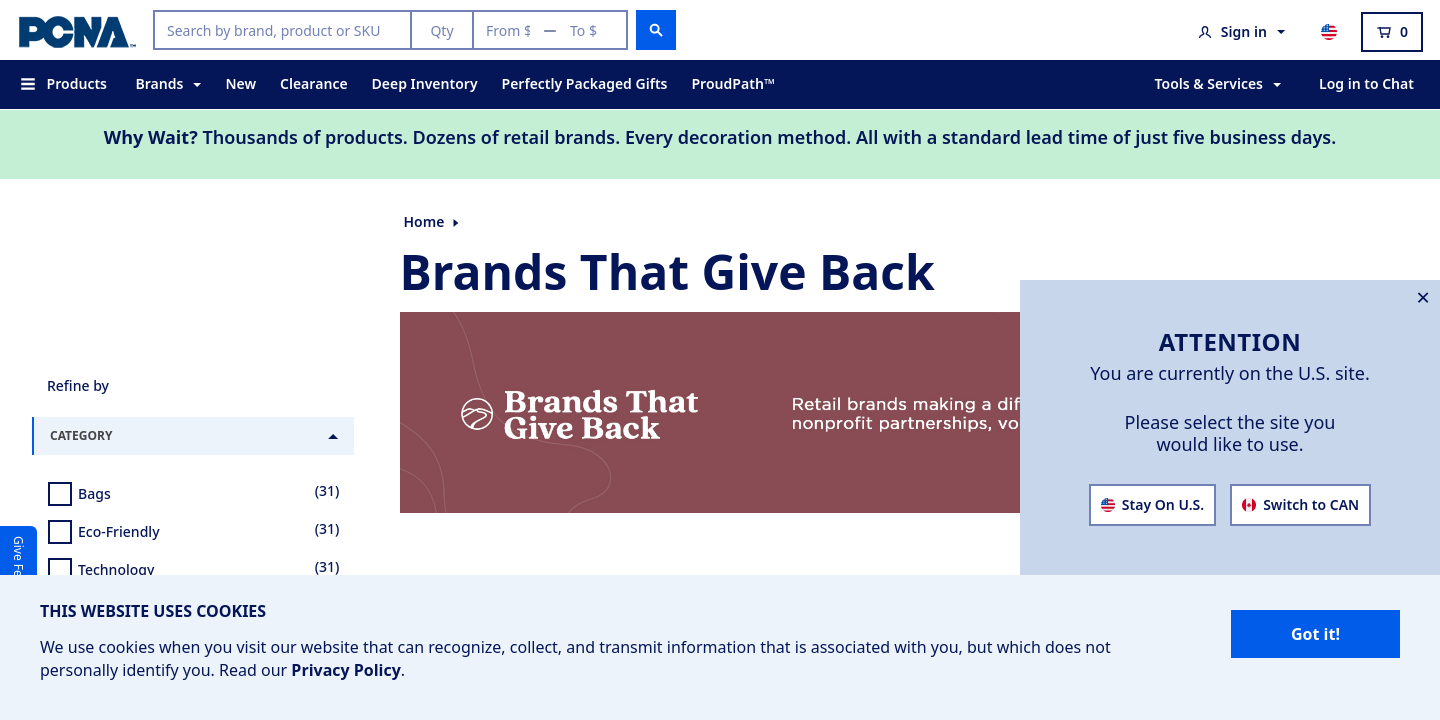 PCNA
Search by brand, product or SKU
Qty
From $ — To $
Sign in
0
Products
Brands
New
Clearance
Deep Inventory
Perfectly Packaged Gifts
ProudPath™
Tools & Services
Log in to Chat
Why Wait? Thousands of products. Dozens of retail brands. Every decoration method. All with a standard lead time of just five business days.
Home
Brands That Give Back
Brands That
Give Back
Retail brands making a dif
nonprofit partnerships, vo
ATTENTION
You are currently on the U.S. site.
Please select the site you
would like to use.
Stay On U.S.
Switch to CAN
Refine by
CATEGORY
Bags (31)
Eco-Friendly (31)
Technology (31)
Give Fe
THIS WEBSITE USES COOKIES
We use cookies when you visit our website that can recognize, collect, and transmit information that is associated with you, but which does not
personally identify you. Read our Privacy Policy.
Got it!